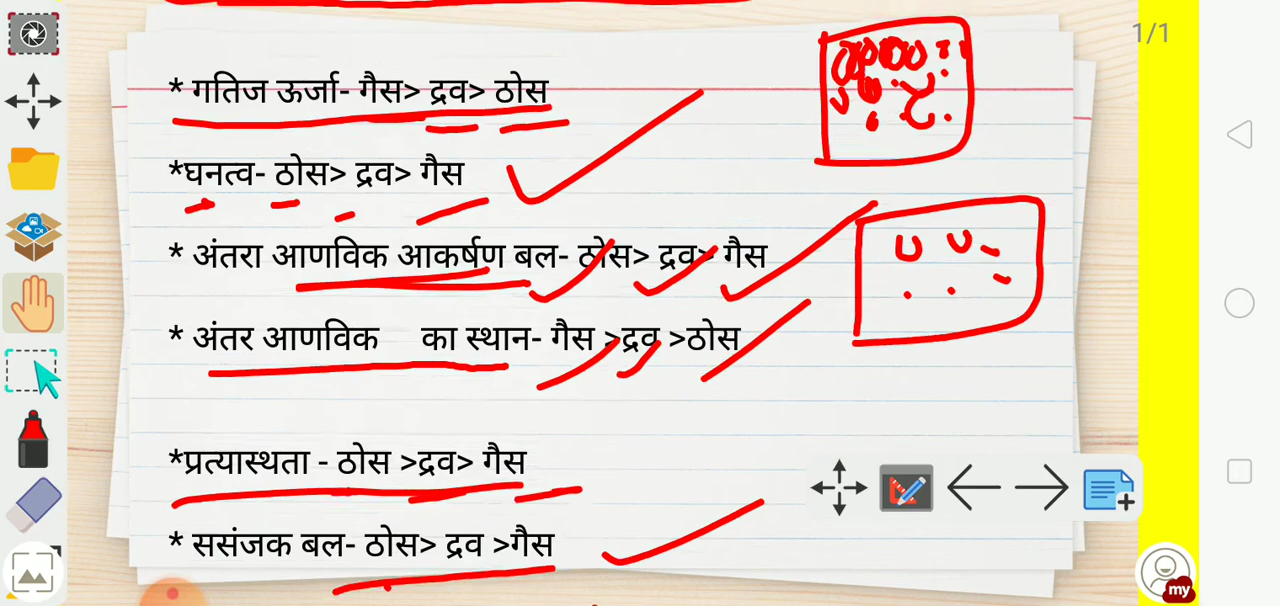 1/1
* गतिज ऊर्जा- गैस> द्रव> ठोस
*घनत्व- ठोस> द्रव> गैस
* अंतरा आणविक आकर्षण बल- ठोस> द्रव> गैस
* अंतर आणविक का स्थान- गैस >द्रव >ठोस
*प्रत्यास्थता - ठोस >द्रव> गैस
* ससंजक बल- ठोस> द्रव >गैस
my